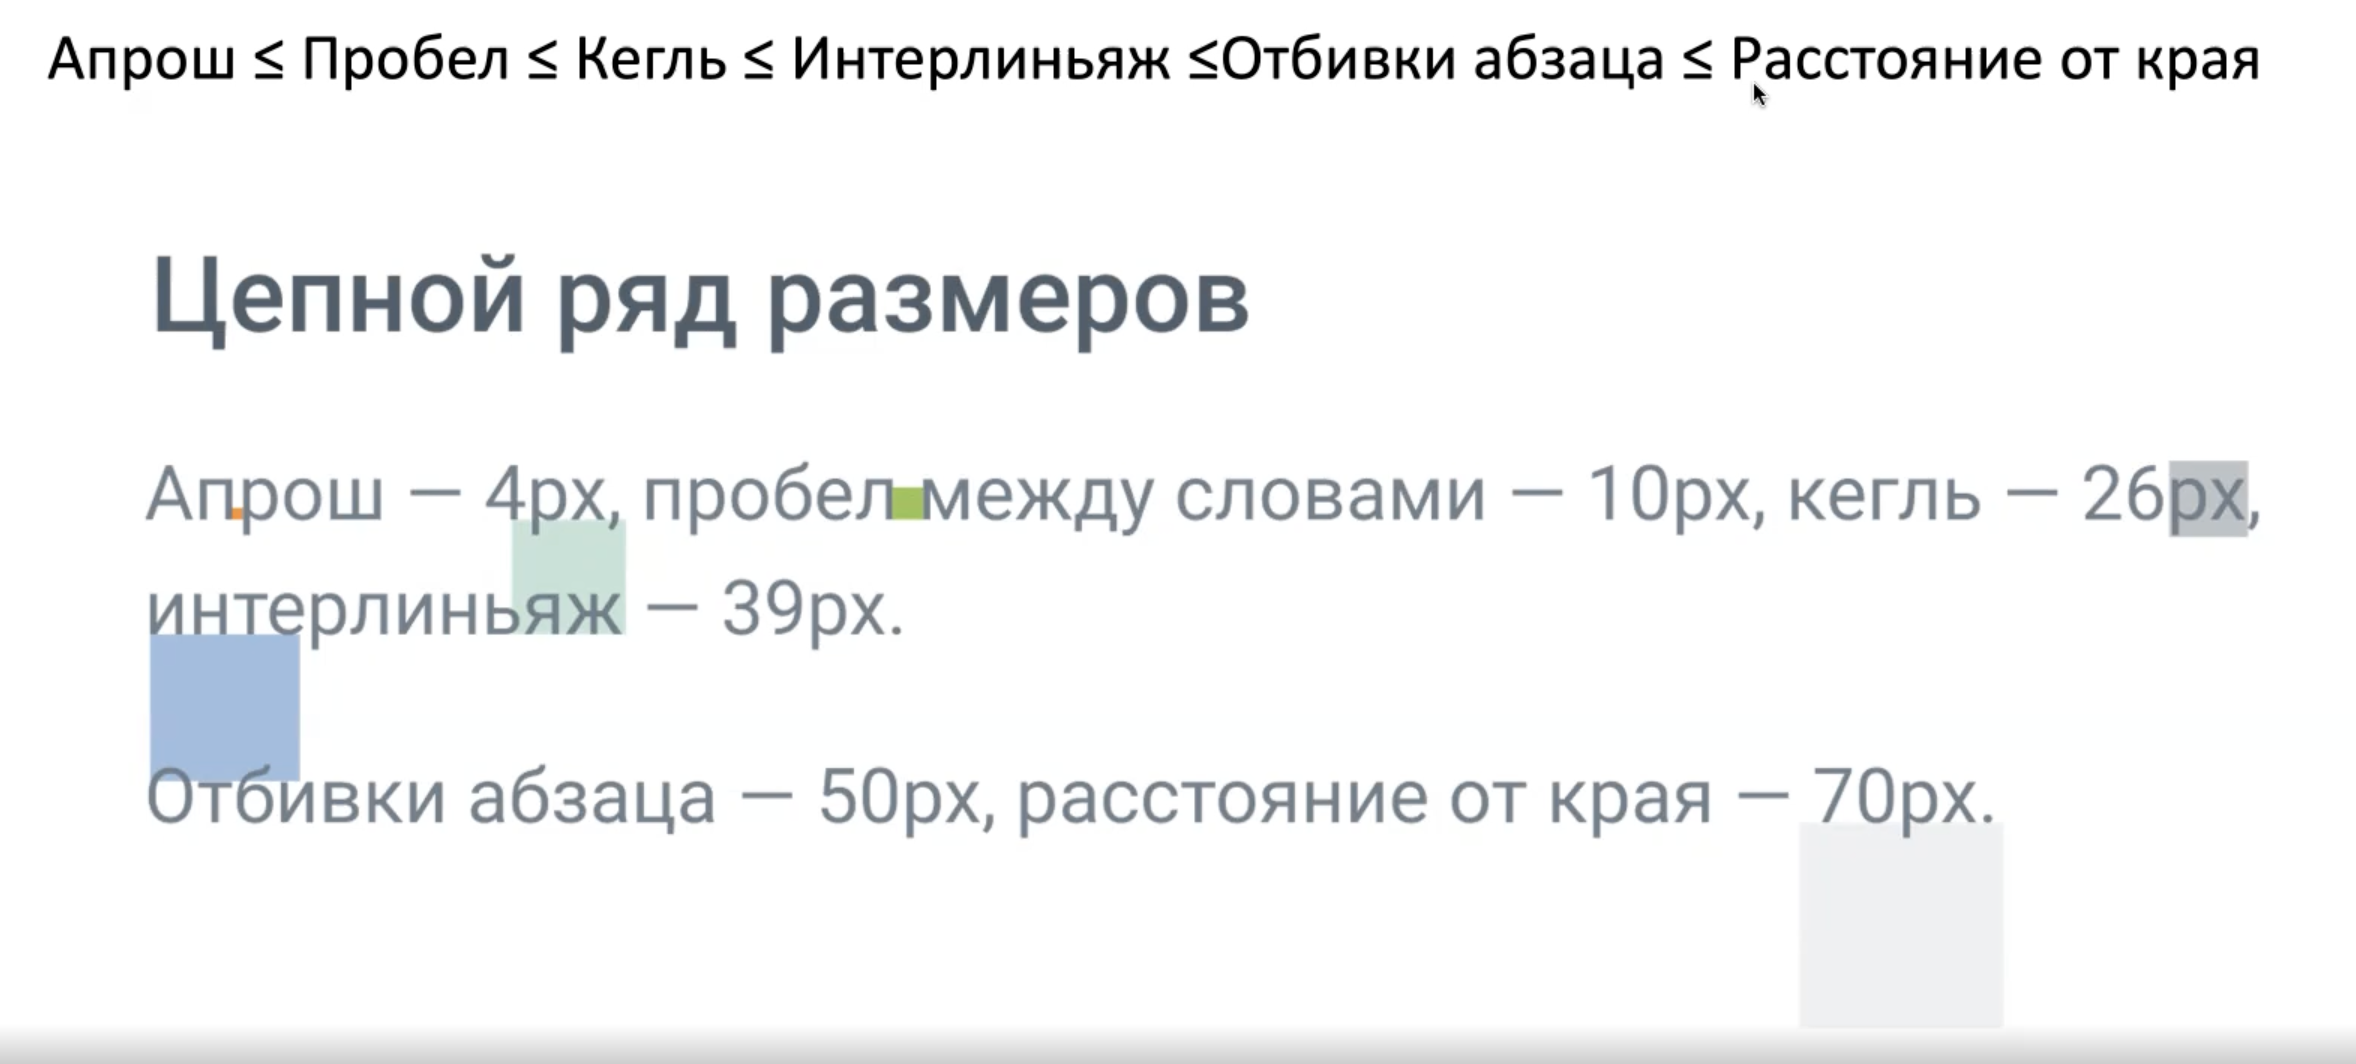 Апрош ≤ Пробел ≤ Кегль ≤ Интерлиньяж ≤Отбивки абзаца ≤ Расстояние от края
Цепной ряд размеров
Апрош — 4px, пробел между словами — 10px, кегль — 26px,
интерлиньяж — 39px.
Отбивки абзаца — 50px, расстояние от края — 70px.